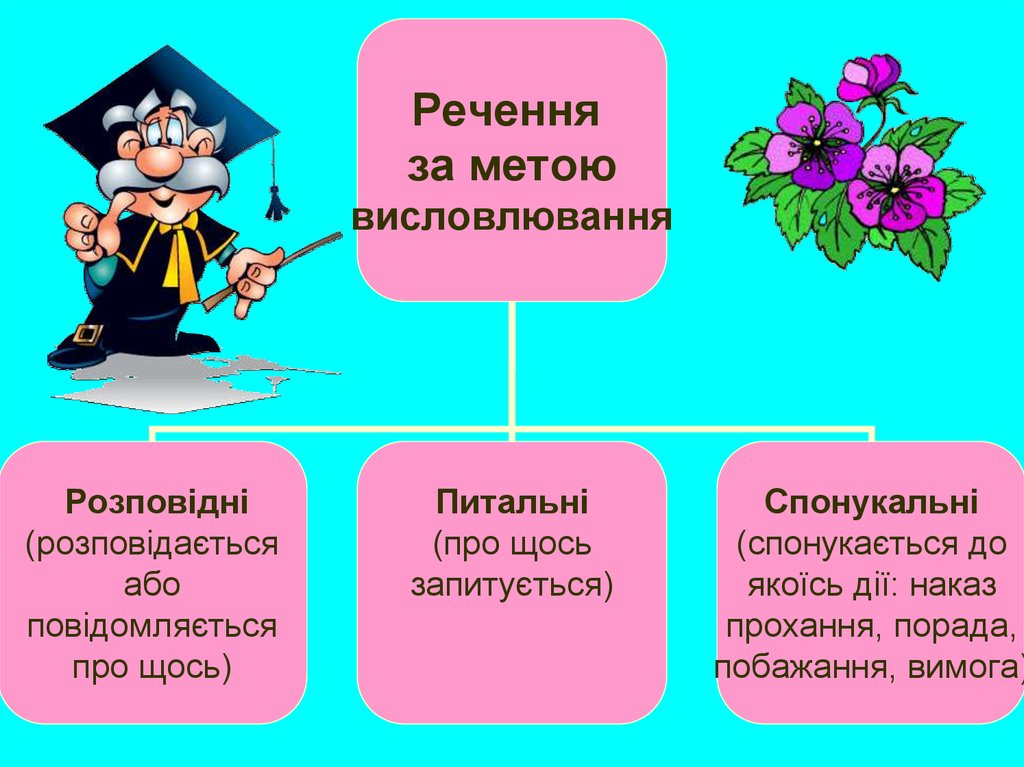 Речення
за метою
висловлювання
Розповідні
(розповідається
або
повідомляється
про щось)
Питальні
(про щось
запитується)
Спонукальні
(спонукається до
якоїсь дії: наказ
прохання, порада,
побажання, вимога)